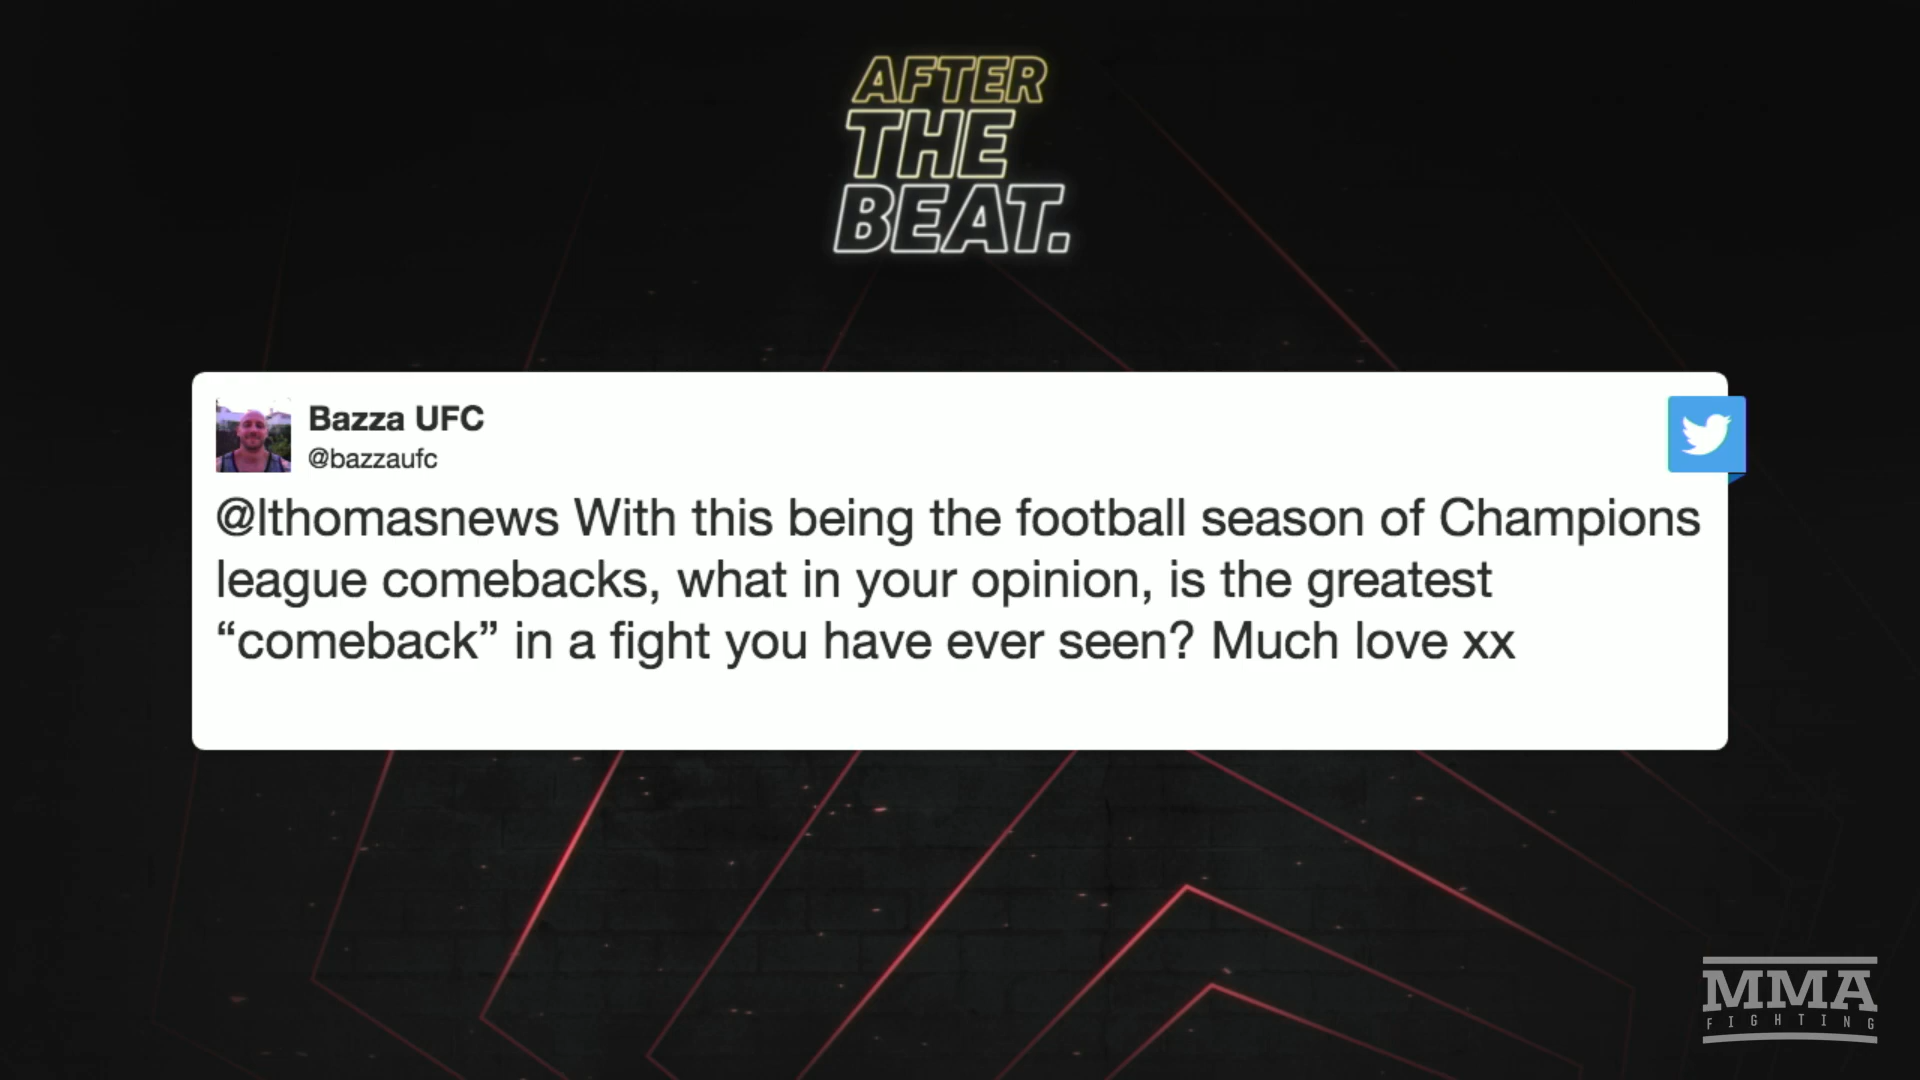 AFTER
THE
BEAT.
Bazza UFC
@bazzaufc
@lthomasnews With this being the football season of Champions
league comebacks, what in your opinion, is the greatest
“comeback” in a fight you have ever seen? Much love xx
MMA
FIGHTING